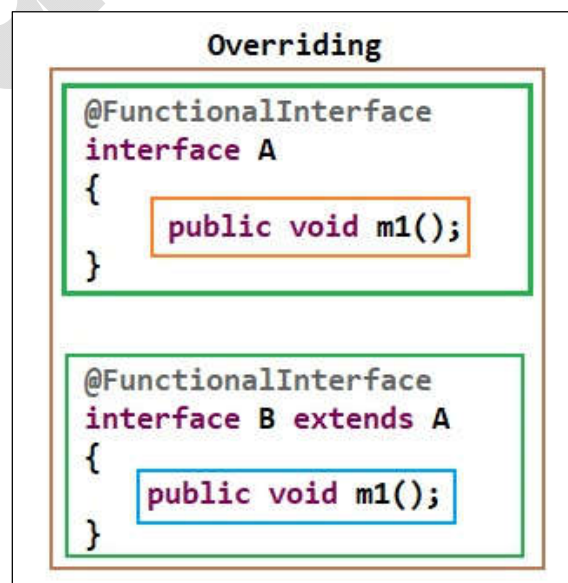 Overriding
@FunctionalInterface
interface A
{
public void m1();
}
@FunctionalInterface
interface B extends A
{
public void m1();
}